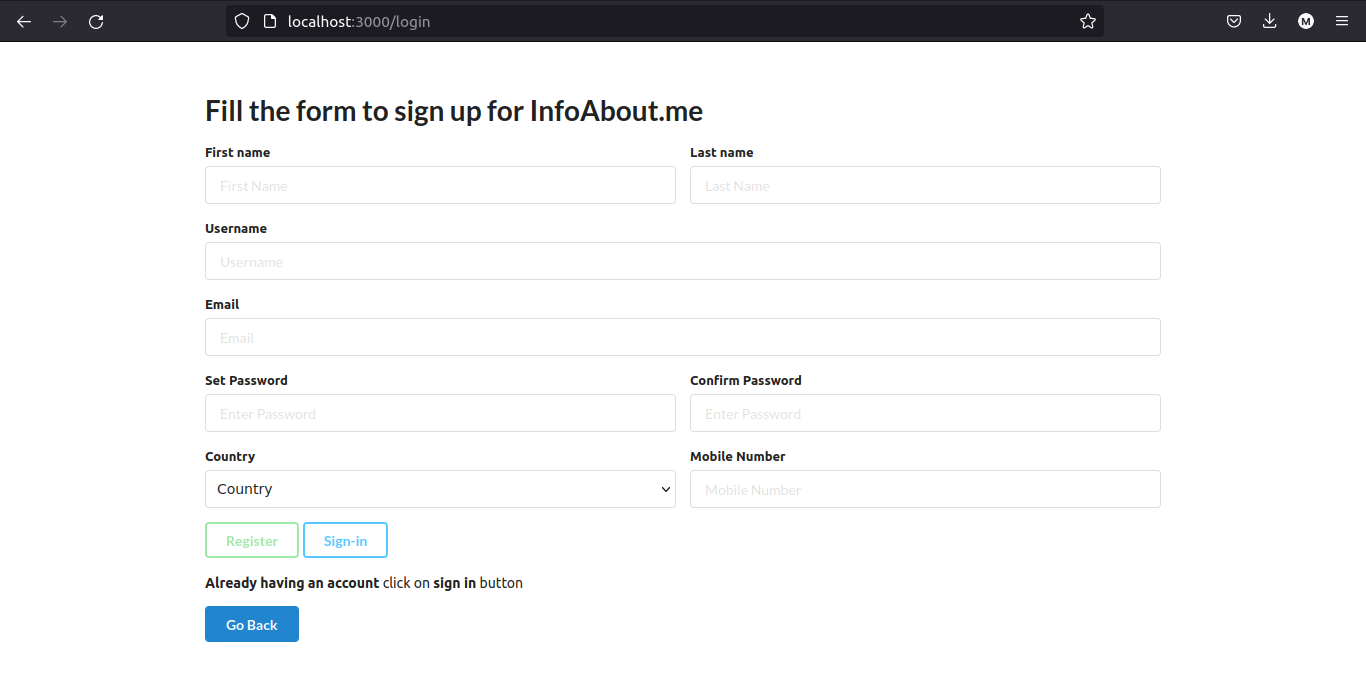 localhost:3000/login
M
Fill the form to sign up for InfoAbout.me
First name Last name
First Name Last Name
Username
Username
Email
Email
Set Password Confirm Password
Enter Password Enter Password
Country Mobile Number
Country Mobile Number
Register Sign-in
Already having an account click on sign in button
Go Back